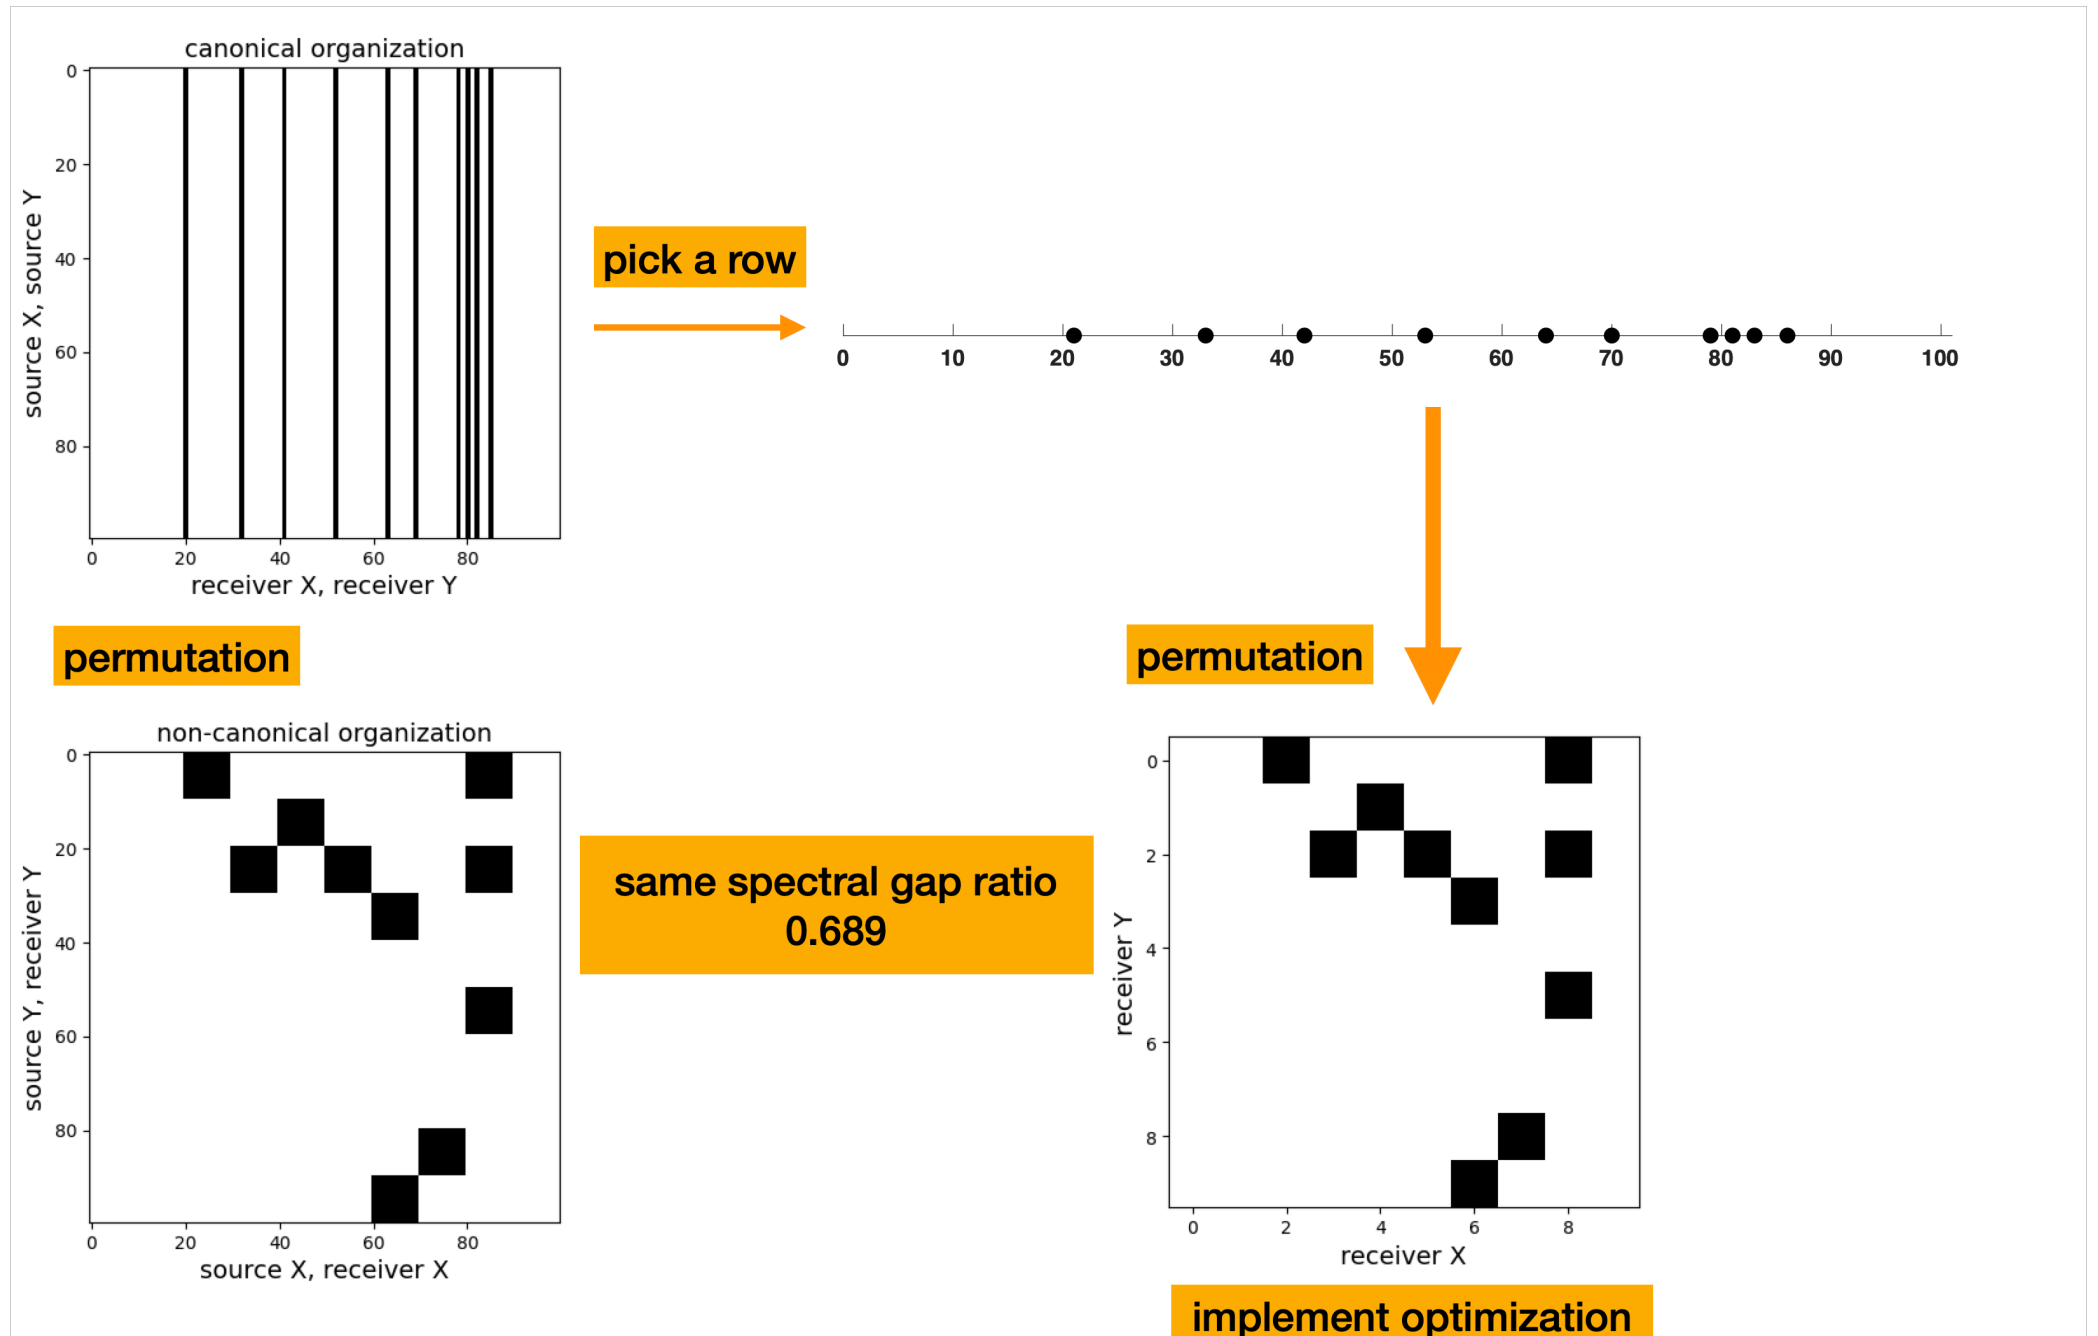 canonical organization
0
20
40
60
80
source X, source Y
0 20 40 60 80
receiver X, receiver Y
pick a row
0 10 20 30 40 50 60 70 80 90 100
permutation
permutation
non-canonical organization
0
20
40
60
80
source Y, receiver Y
0 20 40 60 80
source X, receiver X
same spectral gap ratio
0.689
0
2
4
6
8
receiver Y
0 2 4 6 8
receiver X
implement optimization